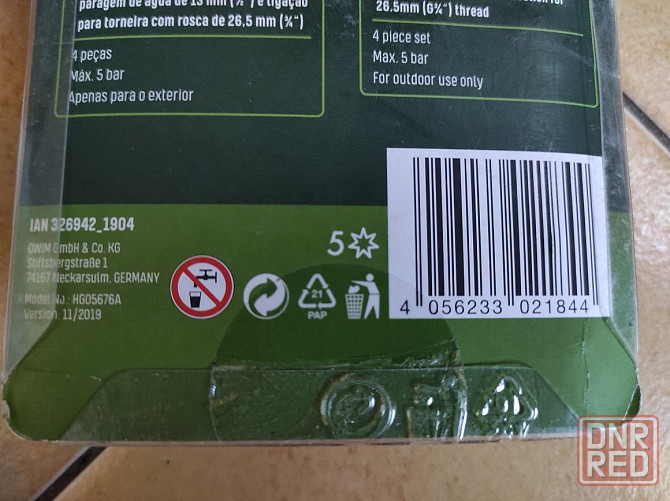 paragem de água de 13 mm (½") e ligação
para torneira com rosca de 26,5 mm (¾")
4 peças
Máx. 5 bar
Apenas para o exterior
for
26.5mm (G¾") thread
4 piece set
Max. 5 bar
For outdoor use only
IAN 326942_1904
OWIM GmbH & Co. KG
Stiftsbergstraße 1
74167 Neckarsulm, GERMANY
Model No.: HG05676A
Version: 11/2019
5
21
PAP
4 056233 021844
DNR
RED